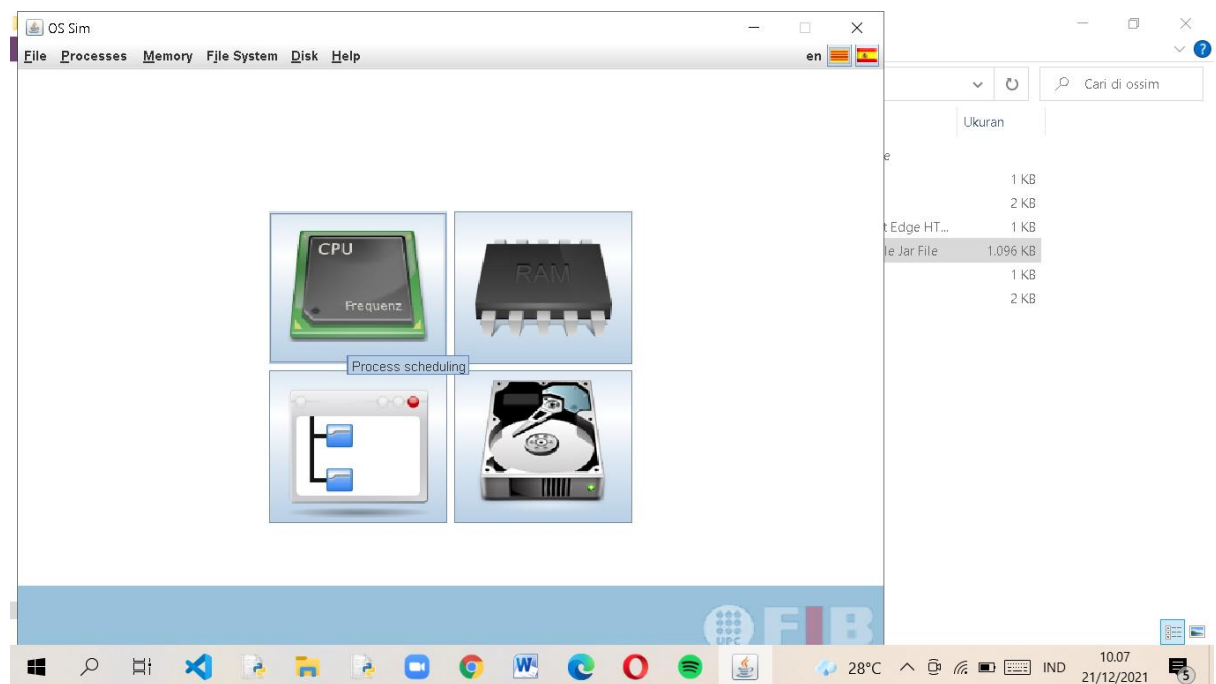 OS Sim
File Processes Memory File System Disk Help en
Cari di ossim
Ukuran
e
1 KB
2 KB
t Edge HT... 1 KB
le Jar File 1.096 KB
1 KB
2 KB
CPU
Frequenz
RAM
Process scheduling
UPC FIB
28°C IND 10.07
21/12/2021
5